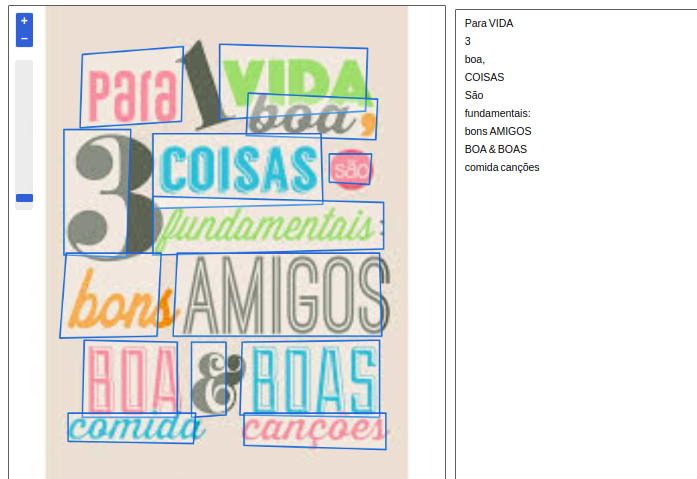 +
−
Para 1 VIDA
boa,
3 COISAS
são
fundamentais:
bons AMIGOS
BOA & BOAS
comida canções
Para VIDA
3
boa,
COISAS
São
fundamentais:
bons AMIGOS
BOA & BOAS
comida canções